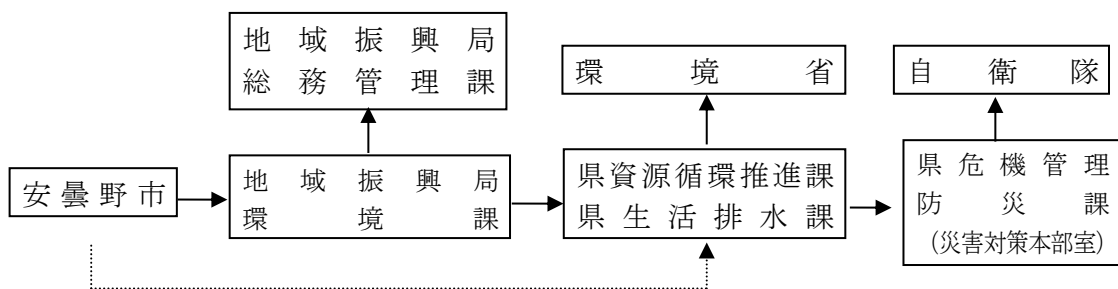 地域振興局
総務管理課
環境省
自衛隊
安曇野市
地域振興局
環境課
県資源循環推進課
県生活排水課
県危機管理
防災課
(災害対策本部室)